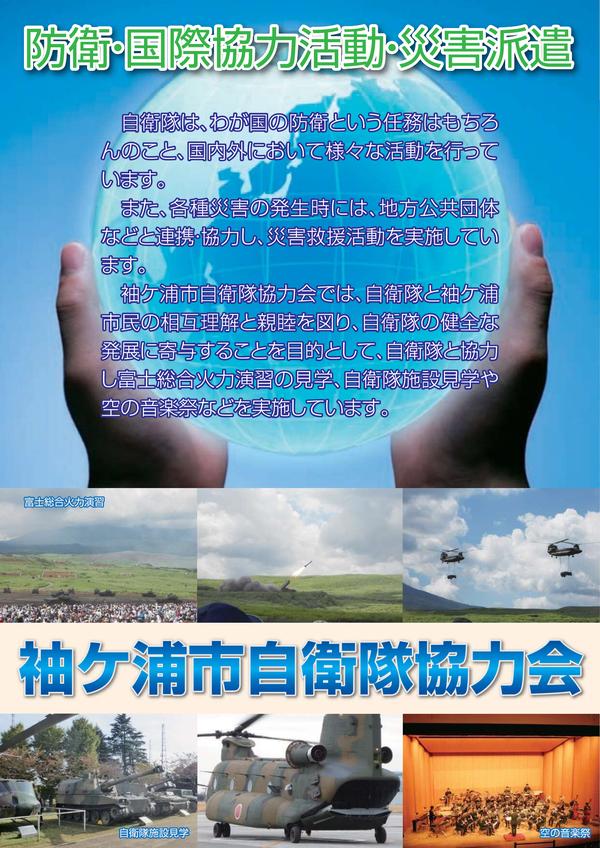 防衛・国際協力活動・災害派遣
自衛隊は、わが国の防衛という任務はもちろ
んのこと、国内外において様々な活動を行って
います。
また、各種災害の発生時には、地方公共団体
などと連携・協力し、災害救援活動を実施してい
ます。
袖ケ浦市自衛隊協力会では、自衛隊と袖ケ浦
市民の相互理解と親睦を図り、自衛隊の健全な
発展に寄与することを目的として、自衛隊と協力
し富士総合火力演習の見学、自衛隊施設見学や
空の音楽祭などを実施しています。
富士総合火力演習
袖ケ浦市自衛隊協力会
自衛隊施設見学
空の音楽祭